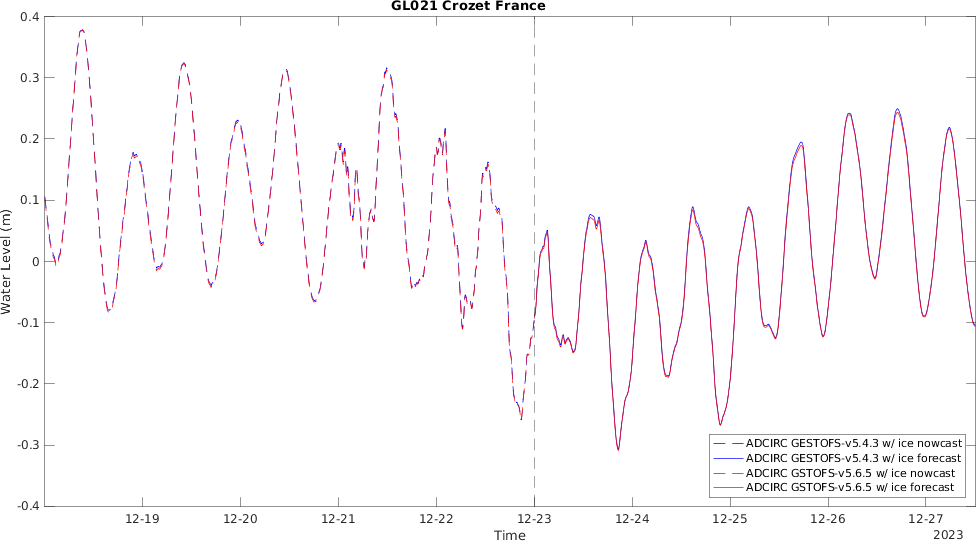 GL021 Crozet France
Water Level (m)
0.4
0.3
0.2
0.1
0
-0.1
-0.2
-0.3
-0.4
ADCIRC GESTOFS-v5.4.3 w/ ice nowcast
ADCIRC GESTOFS-v5.4.3 w/ ice forecast
ADCIRC GSTOFS-v5.6.5 w/ ice nowcast
ADCIRC GSTOFS-v5.6.5 w/ ice forecast
12-19 12-20 12-21 12-22 12-23 12-24 12-25 12-26 12-27
Time
2023